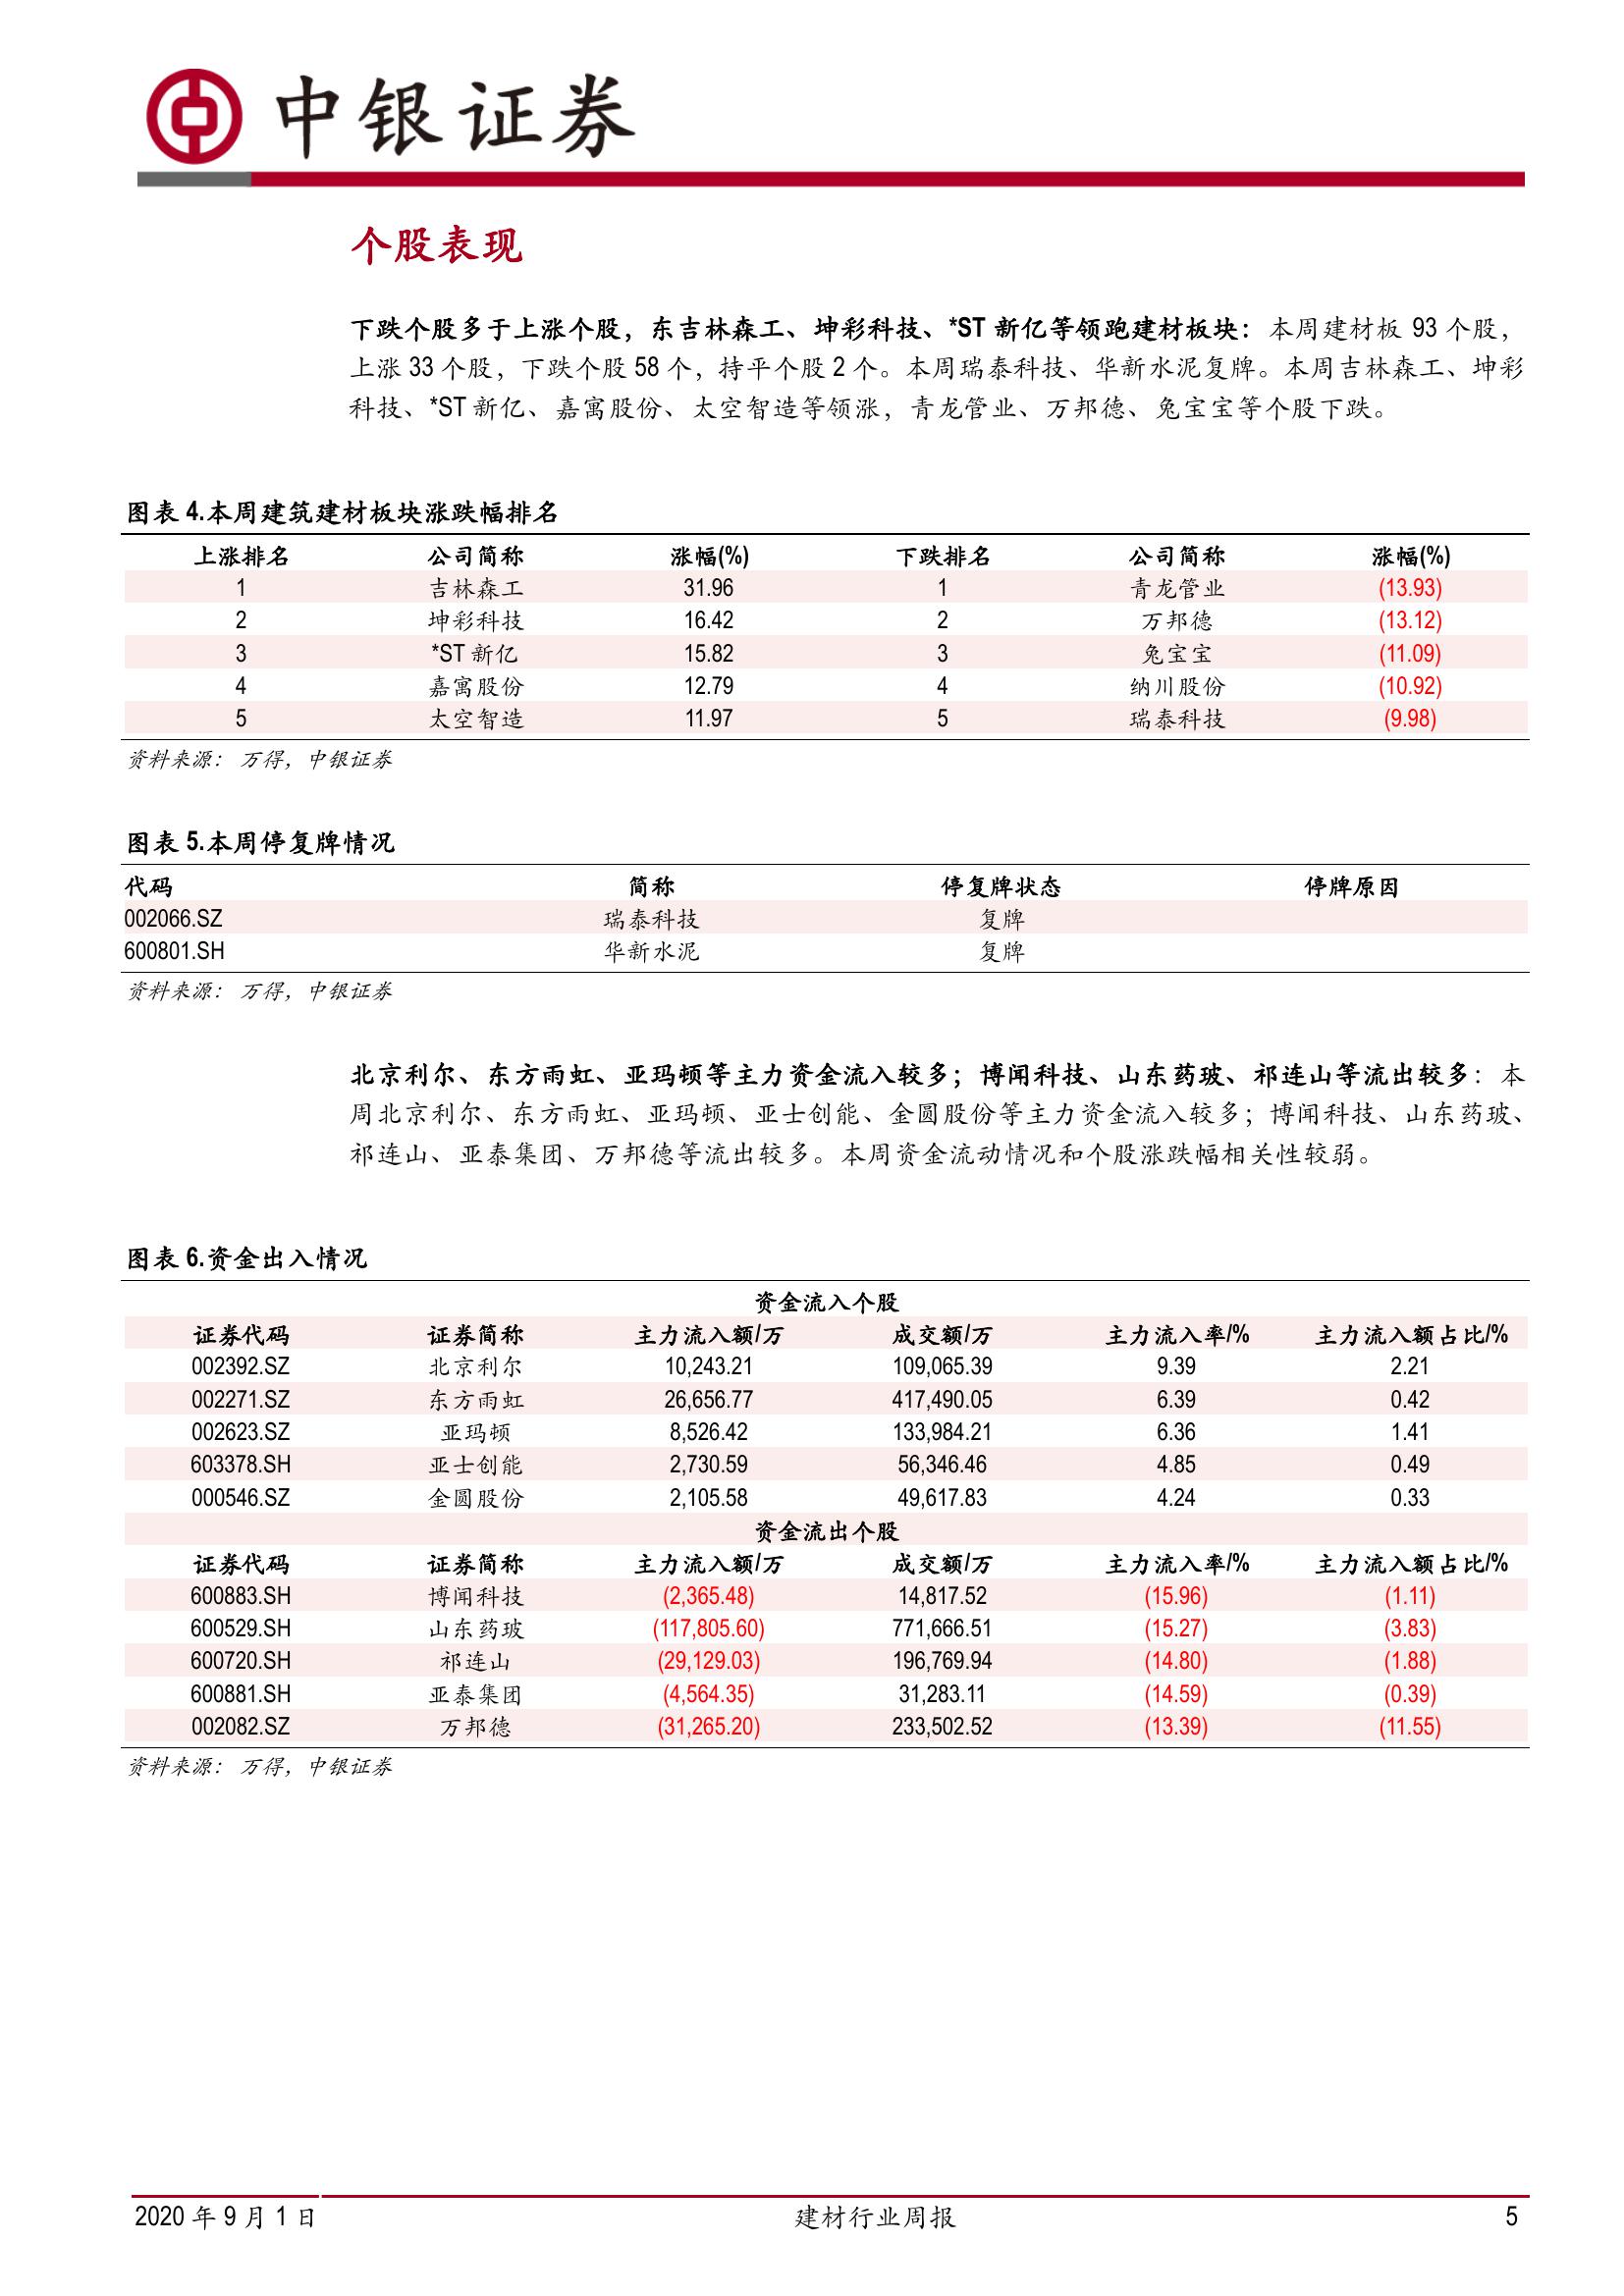 中银证券
个股表现
下跌个股多于上涨个股，东吉林森工、坤彩科技、*ST 新亿等领跑建材板块：本周建材板 93 个股，
上涨 33 个股，下跌个股 58 个，持平个股 2 个。本周瑞泰科技、华新水泥复牌。本周吉林森工、坤彩
科技、*ST 新亿、嘉寓股份、太空智造等领涨，青龙管业、万邦德、兔宝宝等个股下跌。
图表 4.本周建筑建材板块涨跌幅排名
上涨排名 公司简称 涨幅(%) 下跌排名 公司简称 涨幅(%)
1 吉林森工 31.96 1 青龙管业 (13.93)
2 坤彩科技 16.42 2 万邦德 (13.12)
3 *ST 新亿 15.82 3 兔宝宝 (11.09)
4 嘉寓股份 12.79 4 纳川股份 (10.92)
5 太空智造 11.97 5 瑞泰科技 (9.98)
资料来源：万得，中银证券
图表 5.本周停复牌情况
代码 简称 停复牌状态 停牌原因
002066.SZ 瑞泰科技 复牌
600801.SH 华新水泥 复牌
资料来源：万得，中银证券
北京利尔、东方雨虹、亚玛顿等主力资金流入较多；博闻科技、山东药玻、祁连山等流出较多：本
周北京利尔、东方雨虹、亚玛顿、亚士创能、金圆股份等主力资金流入较多；博闻科技、山东药玻、
祁连山、亚泰集团、万邦德等流出较多。本周资金流动情况和个股涨跌幅相关性较弱。
图表 6.资金出入情况
资金流入个股
证券代码 证券简称 主力流入额/万 成交额/万 主力流入率/% 主力流入额占比/%
002392.SZ 北京利尔 10,243.21 109,065.39 9.39 2.21
002271.SZ 东方雨虹 26,656.77 417,490.05 6.39 0.42
002623.SZ 亚玛顿 8,526.42 133,984.21 6.36 1.41
603378.SH 亚士创能 2,730.59 56,346.46 4.85 0.49
000546.SZ 金圆股份 2,105.58 49,617.83 4.24 0.33
资金流出个股
证券代码 证券简称 主力流入额/万 成交额/万 主力流入率/% 主力流入额占比/%
600883.SH 博闻科技 (2,365.48) 14,817.52 (15.96) (1.11)
600529.SH 山东药玻 (117,805.60) 771,666.51 (15.27) (3.83)
600720.SH 祁连山 (29,129.03) 196,769.94 (14.80) (1.88)
600881.SH 亚泰集团 (4,564.35) 31,283.11 (14.59) (0.39)
002082.SZ 万邦德 (31,265.20) 233,502.52 (13.39) (11.55)
资料来源：万得，中银证券
2020 年 9 月 1 日 建材行业周报 5